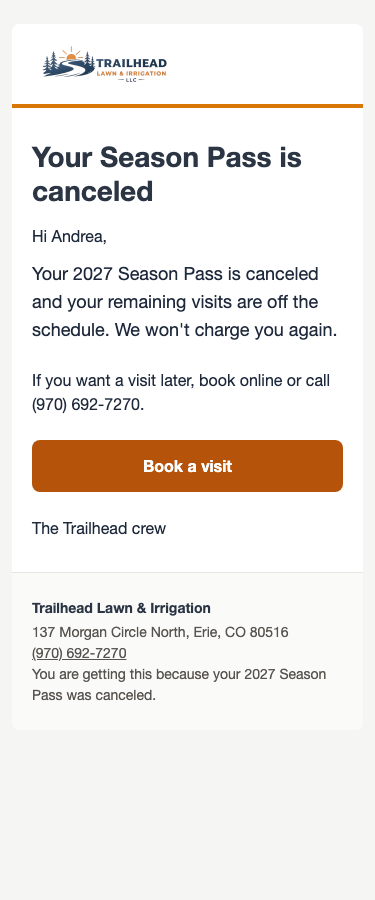 TRAILHEAD
LAWN & IRRIGATION
LLC
Your Season Pass is
canceled
Hi Andrea,
Your 2027 Season Pass is canceled
and your remaining visits are off the
schedule. We won't charge you again.
If you want a visit later, book online or call
(970) 692-7270.
Book a visit
The Trailhead crew
Trailhead Lawn & Irrigation
137 Morgan Circle North, Erie, CO 80516
(970) 692-7270
You are getting this because your 2027 Season
Pass was canceled.